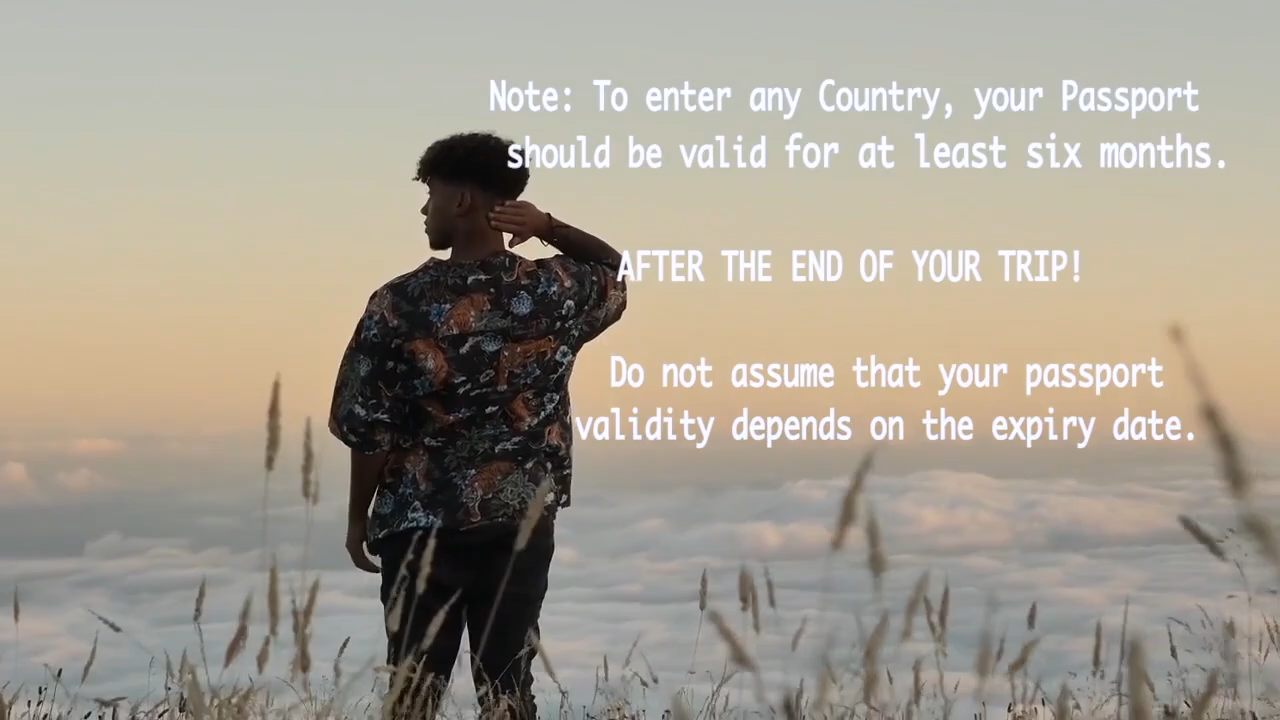 Note: To enter any Country, your Passport
should be valid for at least six months.
AFTER THE END OF YOUR TRIP!
Do not assume that your passport
validity depends on the expiry date.